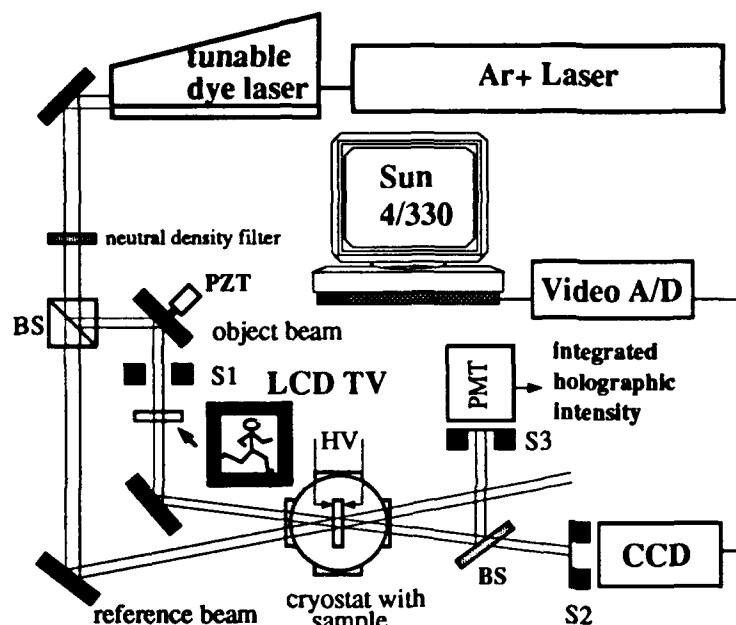 tunable
dye laser
Ar+ Laser
Sun
4/330
neutral density filter
PZT
Video A/D
BS
object beam
integrated
holographic
intensity
PMT
S1
LCD TV
S3
HV
CCD
BS
S2
reference beam
cryostat with
sample